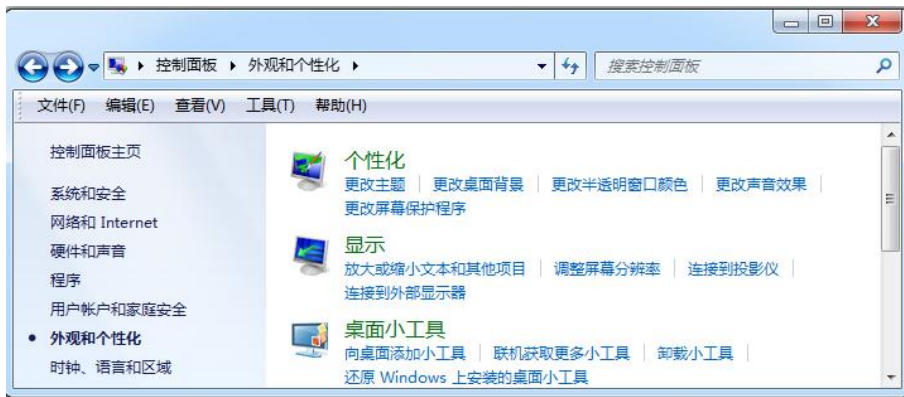 控制面板 ▸ 外观和个性化 ▸
搜索控制面板
文件(F) 编辑(E) 查看(V) 工具(T) 帮助(H)
控制面板主页
系统和安全
网络和 Internet
硬件和声音
程序
用户帐户和家庭安全
外观和个性化
时钟、语言和区域
个性化
更改主题 | 更改桌面背景 | 更改半透明窗口颜色 | 更改声音效果 |
更改屏幕保护程序
显示
放大或缩小文本和其他项目 | 调整屏幕分辨率 | 连接到投影仪 |
连接到外部显示器
桌面小工具
向桌面添加小工具 | 联机获取更多小工具 | 卸载小工具 |
还原 Windows 上安装的桌面小工具